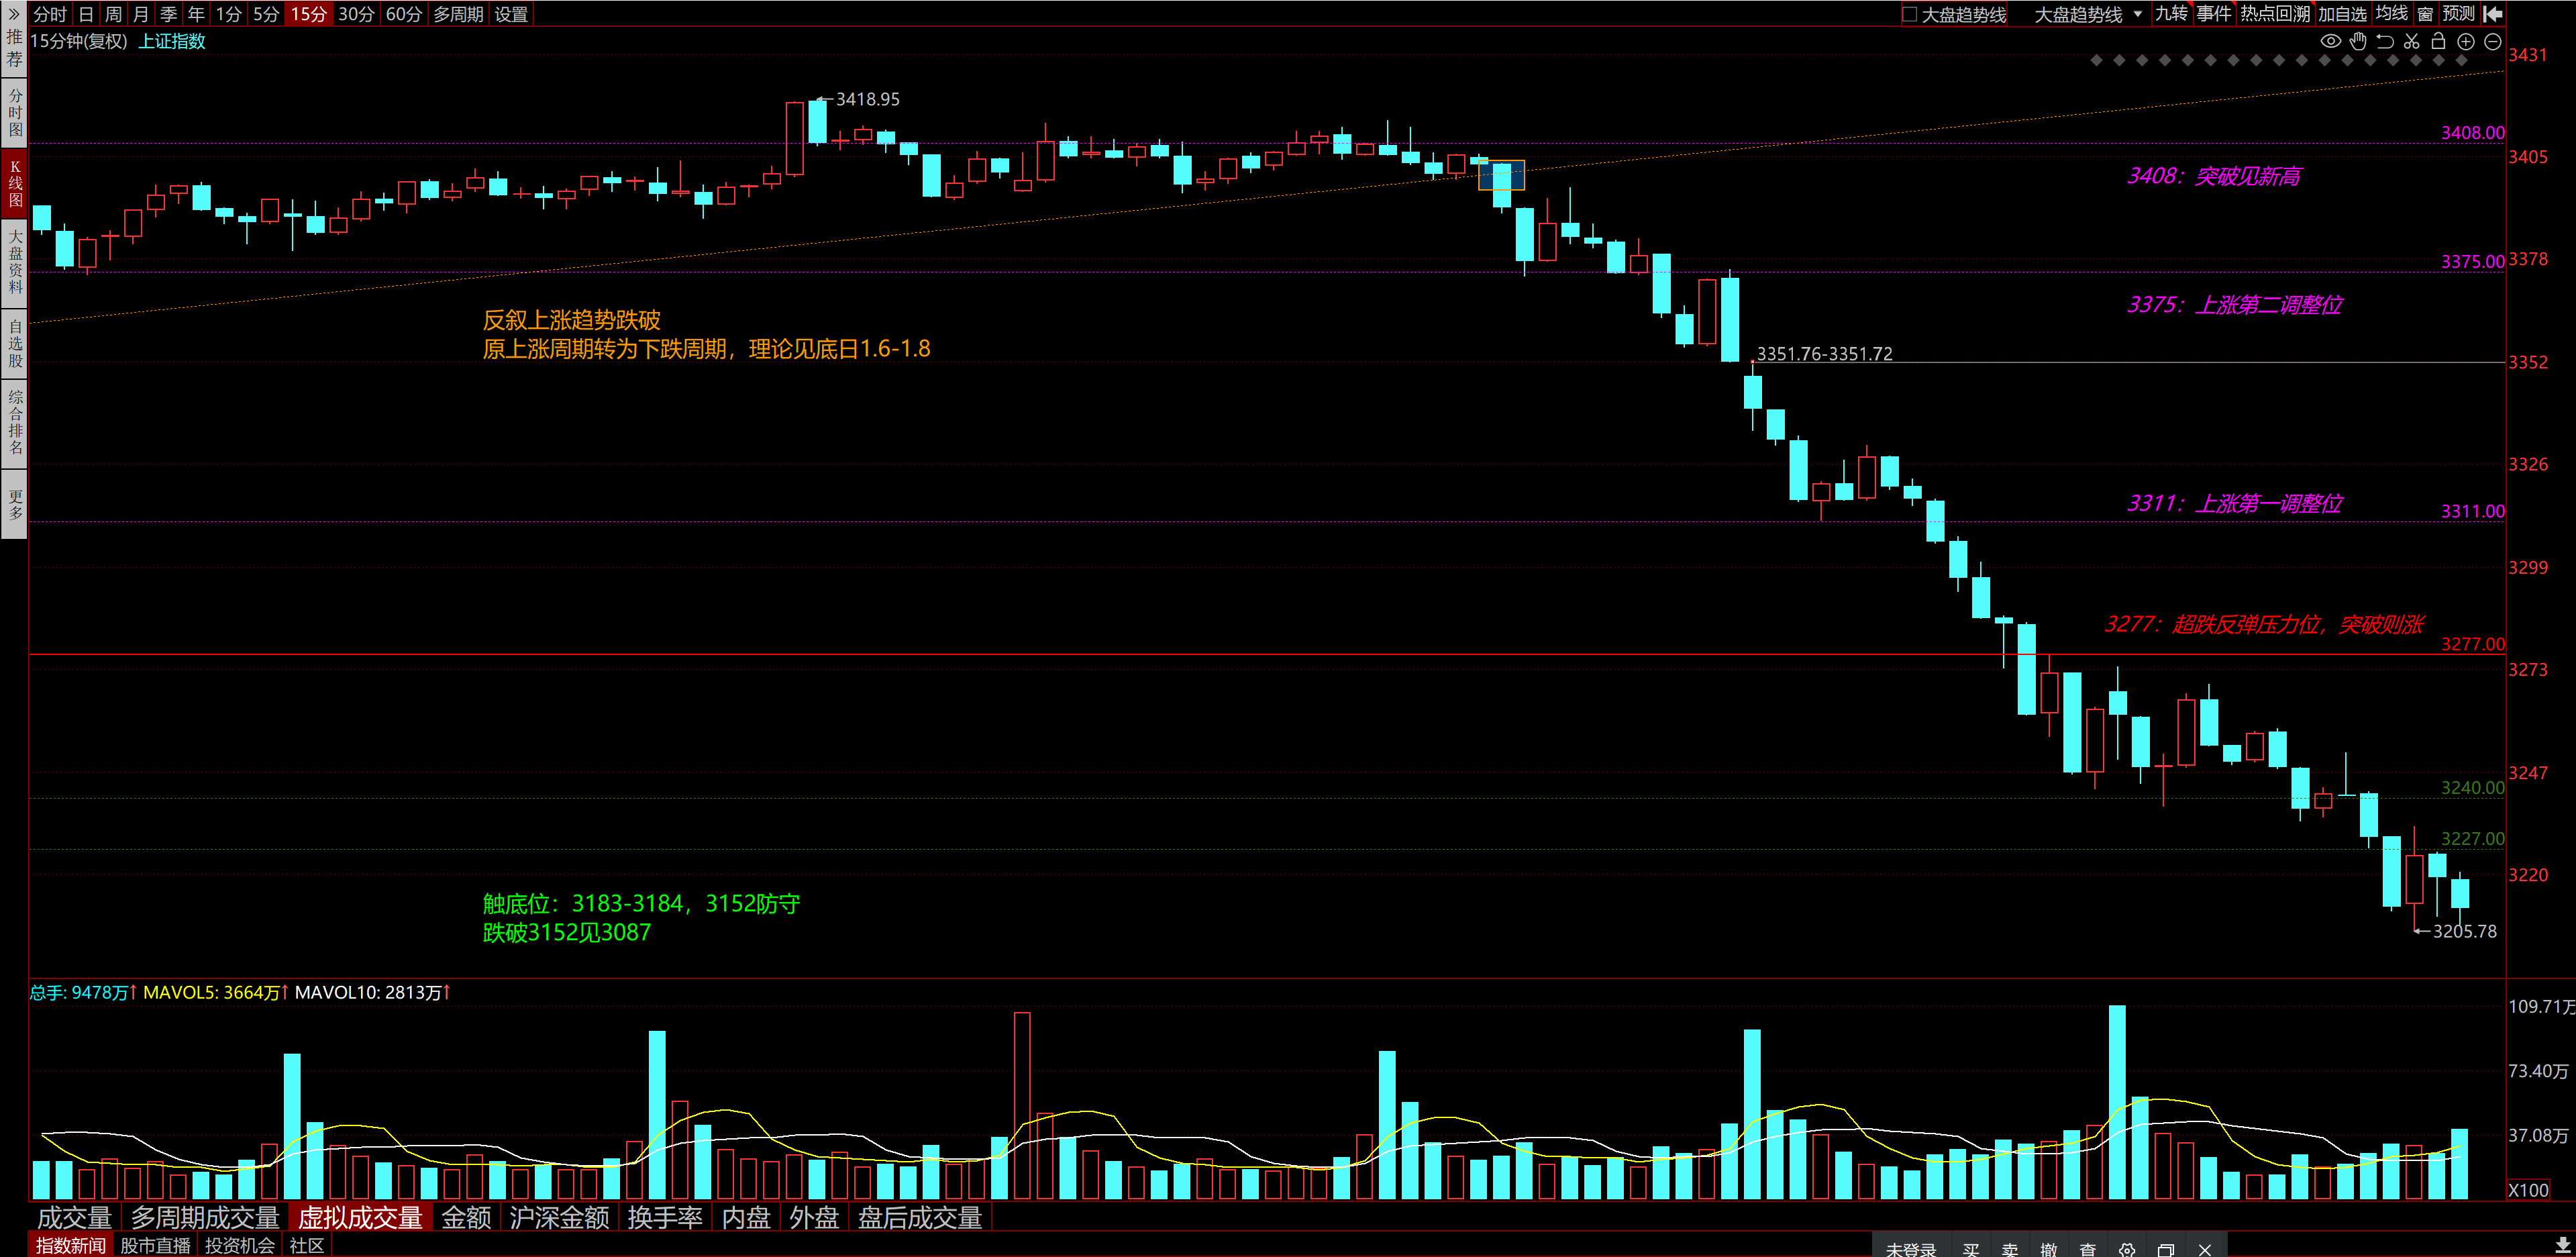 » 分时 日 周 月 季 年 1分 5分 15分 30分 60分 多周期 设置 大盘趋势线 大盘趋势线 九转 事件 热点回溯 加自选 均线 窗 预测
推荐
分时图
K线图
大盘资料
自选股
综合排名
更多
15分钟(复权) 上证指数
3431
3418.95
3408.00
3405
3408：突破见新高
3378
3375.00
3375：上涨第二调整位
反叙上涨趋势跌破
原上涨周期转为下跌周期，理论见底日1.6-1.8
3351.76-3351.72
3352
3326
3311：上涨第一调整位
3311.00
3299
3277：超跌反弹压力位，突破则涨
3277.00
3273
3247
3240.00
3227.00
3220
触底位：3183-3184，3152防守
跌破3152见3087
3205.78
总手: 9478万↑ MAVOL5: 3664万↑ MAVOL10: 2813万↑
109.71万
73.40万
37.08万
X100
成交量 多周期成交量 虚拟成交量 金额 沪深金额 换手率 内盘 外盘 盘后成交量
指数新闻 股市直播 投资机会 社区
未登录 买 卖 撤 查